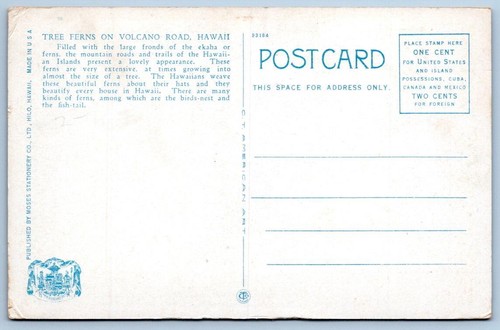 TREE FERNS ON VOLCANO ROAD, HAWAII
Filled with the large fronds of the ekaha or
ferns, the mountain roads and trails of the Hawaii-
an Islands present a lovely appearance. These
ferns are very extensive, at times growing into
almost the size of a tree. The Hawaiians weave
these beautiful ferns about their hats and they
beautify every house in Hawaii. There are many
kinds of ferns, among which are the birds-nest and
the fish-tail.
PUBLISHED BY MOSES STATIONERY CO., LTD., HILO, HAWAII. MADE IN U.S.A
POSTCARD
THIS SPACE FOR ADDRESS ONLY.
PLACE STAMP HERE
ONE CENT
FOR UNITED STATES
AND ISLAND
POSSESSIONS, CUBA,
CANADA AND MEXICO
TWO CENTS
FOR FOREIGN